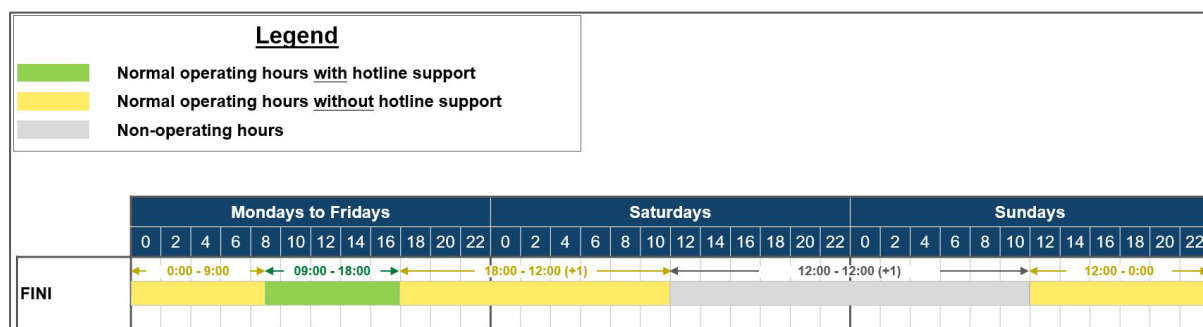 Legend
Normal operating hours with hotline support
Normal operating hours without hotline support
Non-operating hours
Mondays to Fridays Saturdays Sundays
0 2 4 6 8 10 12 14 16 18 20 22 0 2 4 6 8 10 12 14 16 18 20 22 0 2 4 6 8 10 12 14 16 18 20 22
0:00 - 9:00 09:00 - 18:00 18:00 - 12:00 (+1) 12:00 - 12:00 (+1) 12:00 - 0:00
FINI